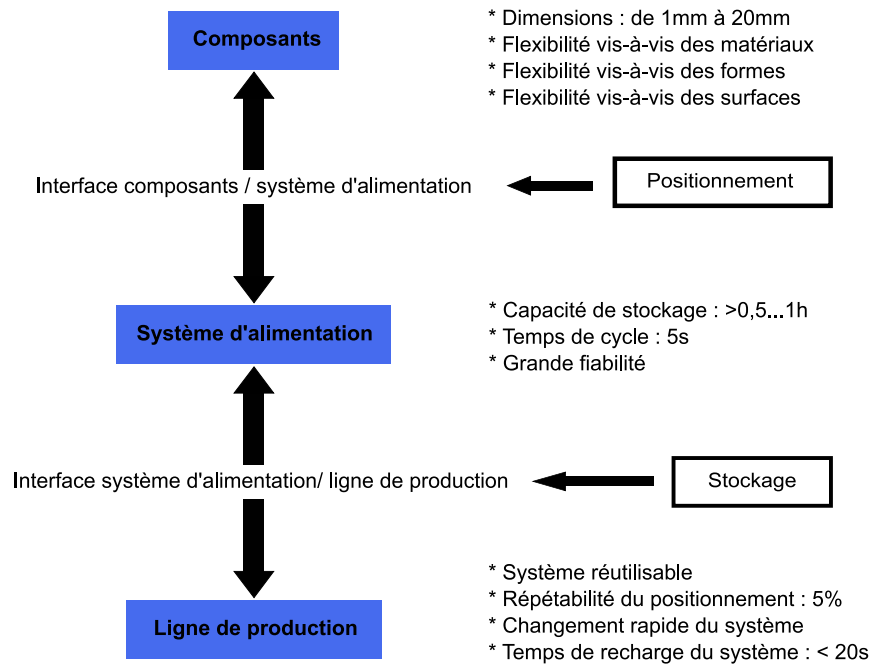 Composants
* Dimensions : de 1mm à 20mm
* Flexibilité vis-à-vis des matériaux
* Flexibilité vis-à-vis des formes
* Flexibilité vis-à-vis des surfaces
Interface composants / système d'alimentation
Positionnement
Système d'alimentation
* Capacité de stockage : >0,5...1h
* Temps de cycle : 5s
* Grande fiabilité
Interface système d'alimentation/ ligne de production
Stockage
Ligne de production
* Système réutilisable
* Répétabilité du positionnement : 5%
* Changement rapide du système
* Temps de recharge du système : < 20s